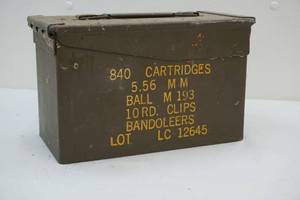 840 CARTRIDGES
5.56 MM
BALL M 193
10 RD. CLIPS
BANDOLEERS
LOT LC 12645